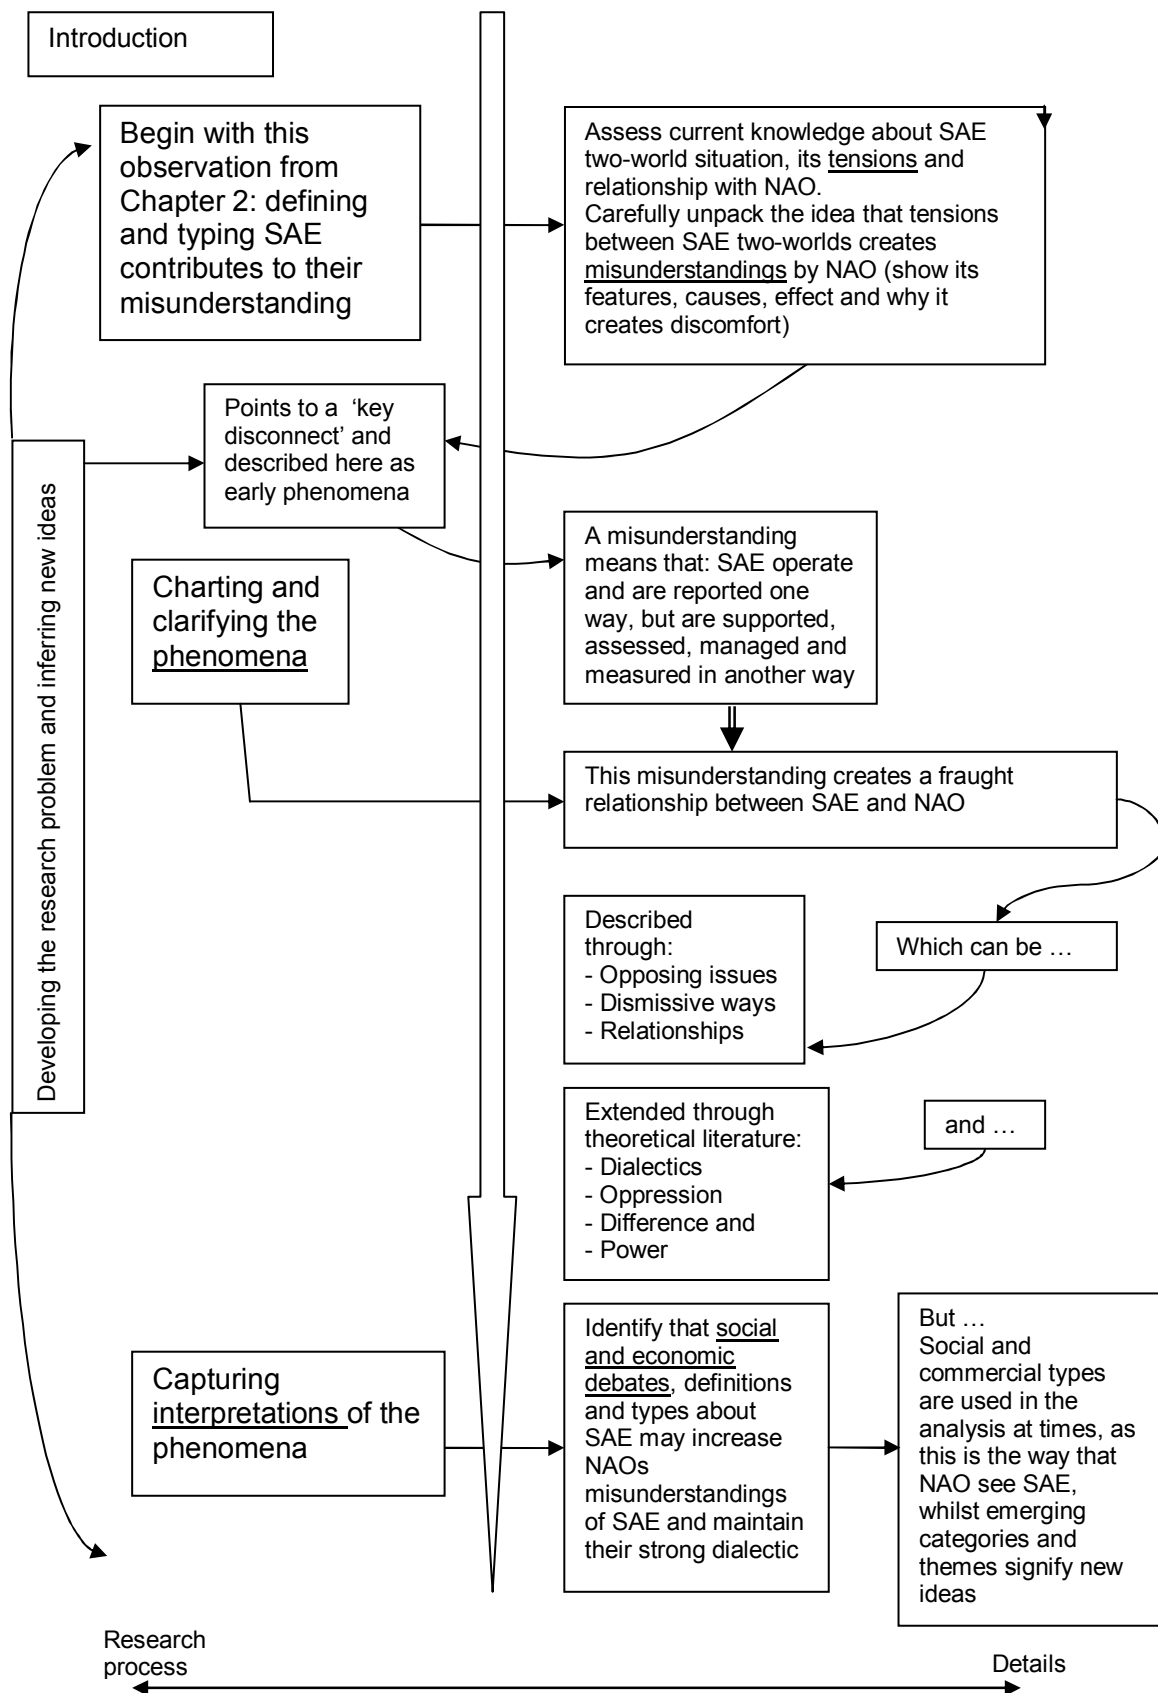 Introduction
Begin with this
observation from
Chapter 2: defining
and typing SAE
contributes to their
misunderstanding
Assess current knowledge about SAE
two-world situation, its tensions and
relationship with NAO.
Carefully unpack the idea that tensions
between SAE two-worlds creates
misunderstandings by NAO (show its
features, causes, effect and why it
creates discomfort)
Points to a ‘key
disconnect’ and
described here as
early phenomena
Developing the research problem and inferring new ideas
A misunderstanding
means that: SAE operate
and are reported one
way, but are supported,
assessed, managed and
measured in another way
Charting and
clarifying the
phenomena
This misunderstanding creates a fraught
relationship between SAE and NAO
Described
through:
- Opposing issues
- Dismissive ways
- Relationships
Which can be …
Extended through
theoretical literature:
- Dialectics
- Oppression
- Difference and
- Power
and …
Capturing
interpretations of the
phenomena
Identify that social
and economic
debates, definitions
and types about
SAE may increase
NAOs
misunderstandings
of SAE and maintain
their strong dialectic
But …
Social and
commercial types
are used in the
analysis at times, as
this is the way that
NAO see SAE,
whilst emerging
categories and
themes signify new
ideas
Research
process
Details